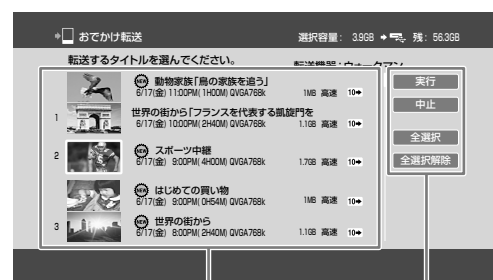 おでかけ転送 選択容量: 3.9GB 残: 56.3GB
転送するタイトルを選んでください。 転送機器:ウォークマン
NEW 動物家族「鳥の家族を追う」
6/17(金) 11:00PM(1H00M) QVGA768k 1MB 高速 10
1 世界の街から「フランスを代表する凱旋門を
6/17(金) 10:00PM(2H40M) QVGA768k 1.1GB 高速 10
2 NEW スポーツ中継
6/17(金) 9:00PM(4H00M) QVGA768k 1.7GB 高速 10
NEW はじめての買い物
6/17(金) 9:00PM(0H54M) QVGA768k 1MB 高速 10
3 NEW 世界の街から
6/17(金) 8:00PM(2H40M) QVGA768k 1.1GB 高速 10
実行
中止
全選択
全選択解除